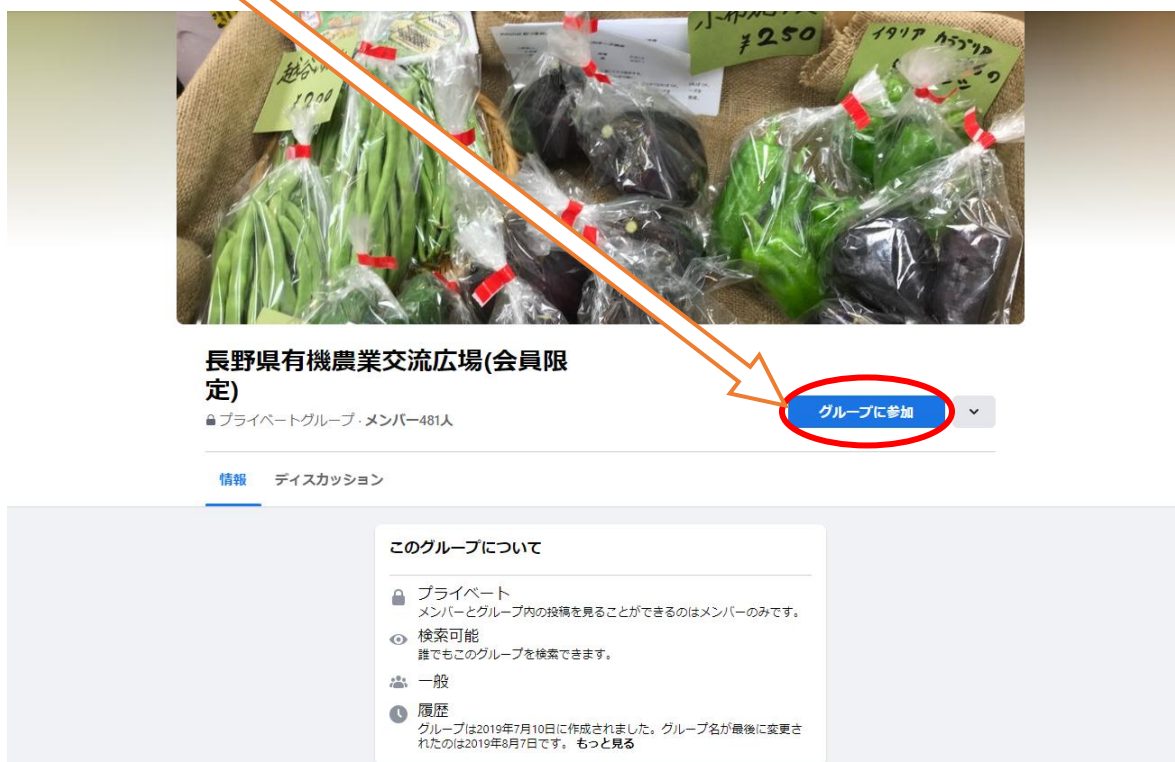 ¥250
¥200
長野県有機農業交流広場(会員限
定)
プライベートグループ · メンバー481人
グループに参加
情報 ディスカッション
このグループについて
プライベート
メンバーとグループ内の投稿を見ることができるのはメンバーのみです。
検索可能
誰でもこのグループを検索できます。
一般
履歴
グループは2019年7月10日に作成されました。グループ名が最後に変更さ
れたのは2019年8月7日です。 もっと見る